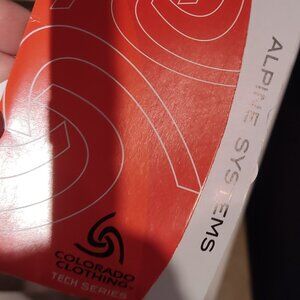 ALPINE SYSTEMS
COLORADO
CLOTHING
TECH SERIES